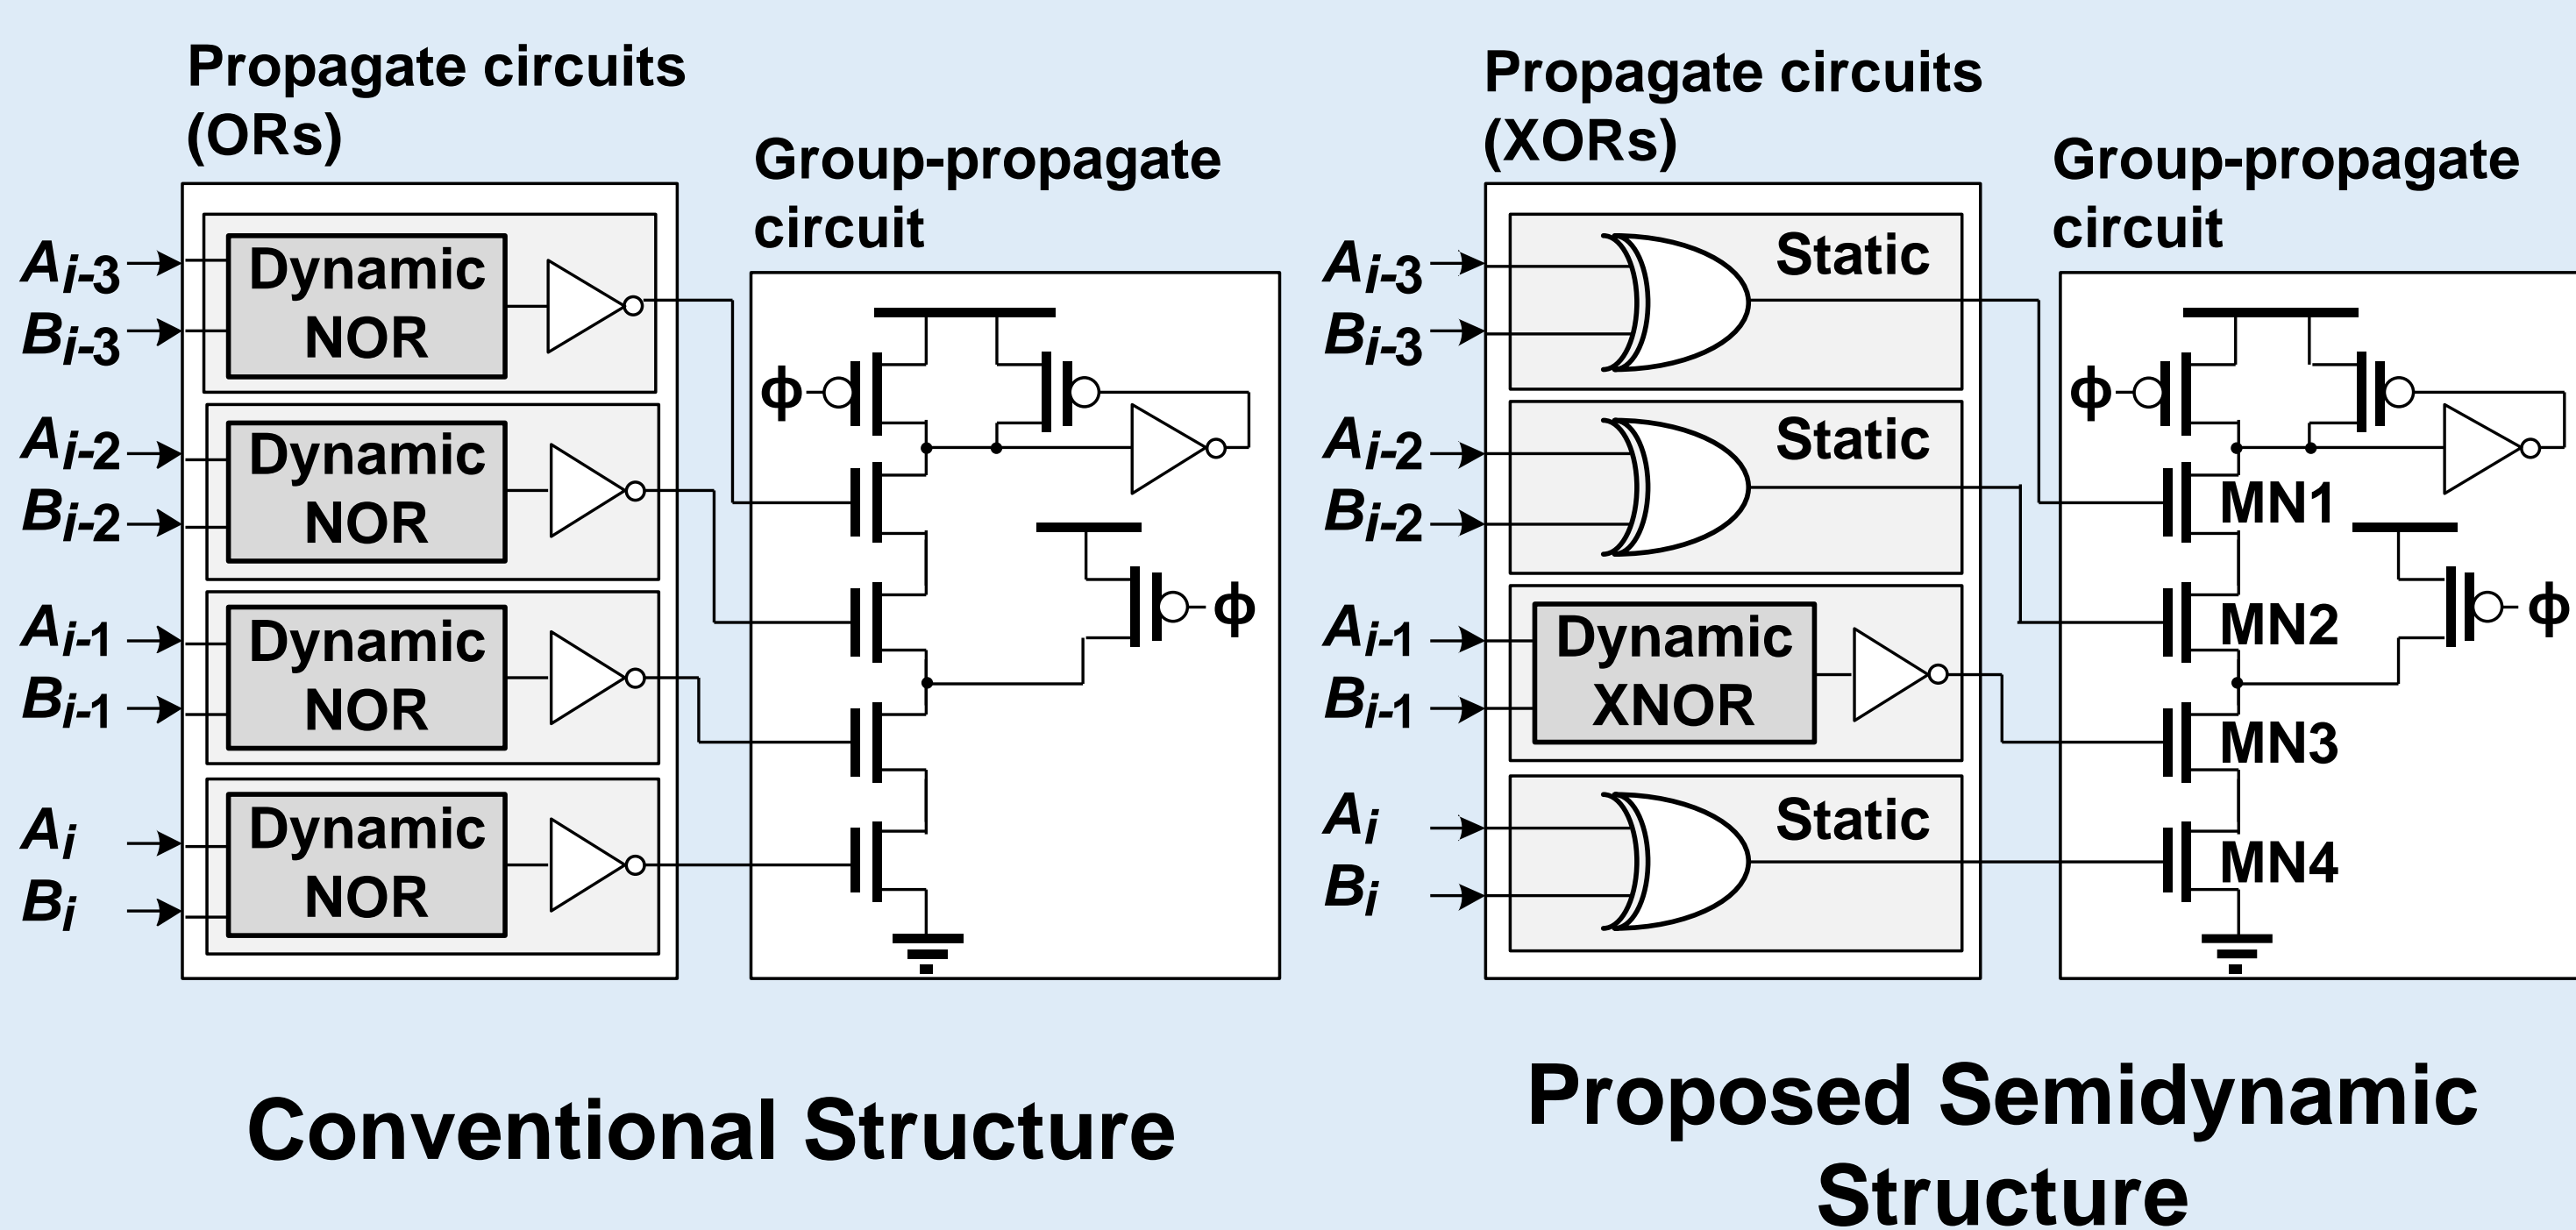 Propagate circuits
(ORs)
Group-propagate
circuit
Ai-3
Bi-3
Dynamic
NOR
Ai-2
Bi-2
Dynamic
NOR
Ai-1
Bi-1
Dynamic
NOR
Ai
Bi
Dynamic
NOR
ϕ
ϕ
Conventional Structure
Propagate circuits
(XORs)
Group-propagate
circuit
Ai-3
Bi-3
Static
Ai-2
Bi-2
Static
Ai-1
Bi-1
Dynamic
XNOR
Ai
Bi
Static
ϕ
MN1
MN2
ϕ
MN3
MN4
Proposed Semidynamic
Structure